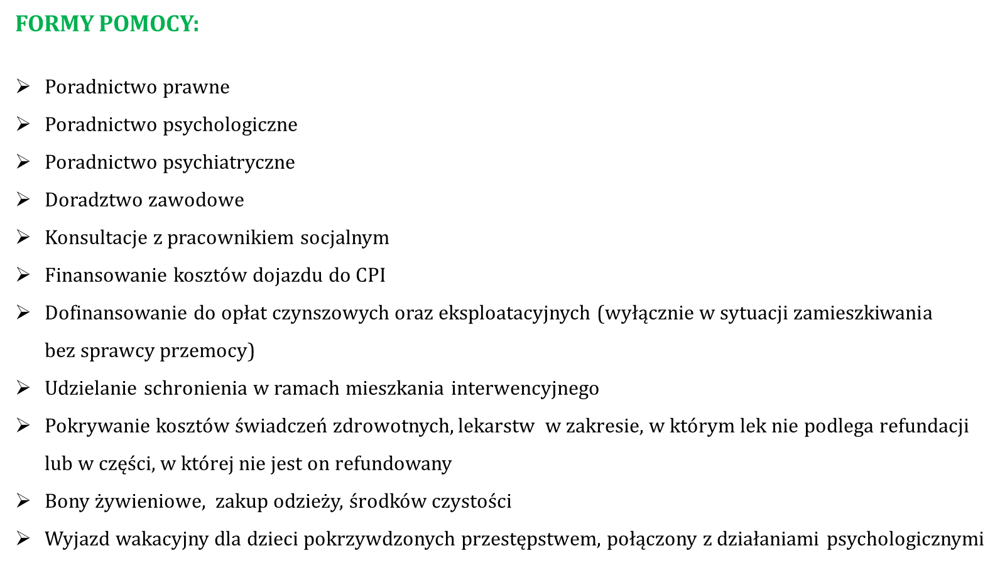 FORMY POMOCY:
➢ Poradnictwo prawne
➢ Poradnictwo psychologiczne
➢ Poradnictwo psychiatryczne
➢ Doradztwo zawodowe
➢ Konsultacje z pracownikiem socjalnym
➢ Finansowanie kosztów dojazdu do CPI
➢ Dofinansowanie do opłat czynszowych oraz eksploatacyjnych (wyłącznie w sytuacji zamieszkiwania
bez sprawcy przemocy)
➢ Udzielanie schronienia w ramach mieszkania interwencyjnego
➢ Pokrywanie kosztów świadczeń zdrowotnych, lekarstw  w zakresie, w którym lek nie podlega refundacji
lub w części, w której nie jest on refundowany
➢ Bony żywieniowe,  zakup odzieży, środków czystości
➢ Wyjazd wakacyjny dla dzieci pokrzywdzonych przestępstwem, połączony z działaniami psychologicznymi